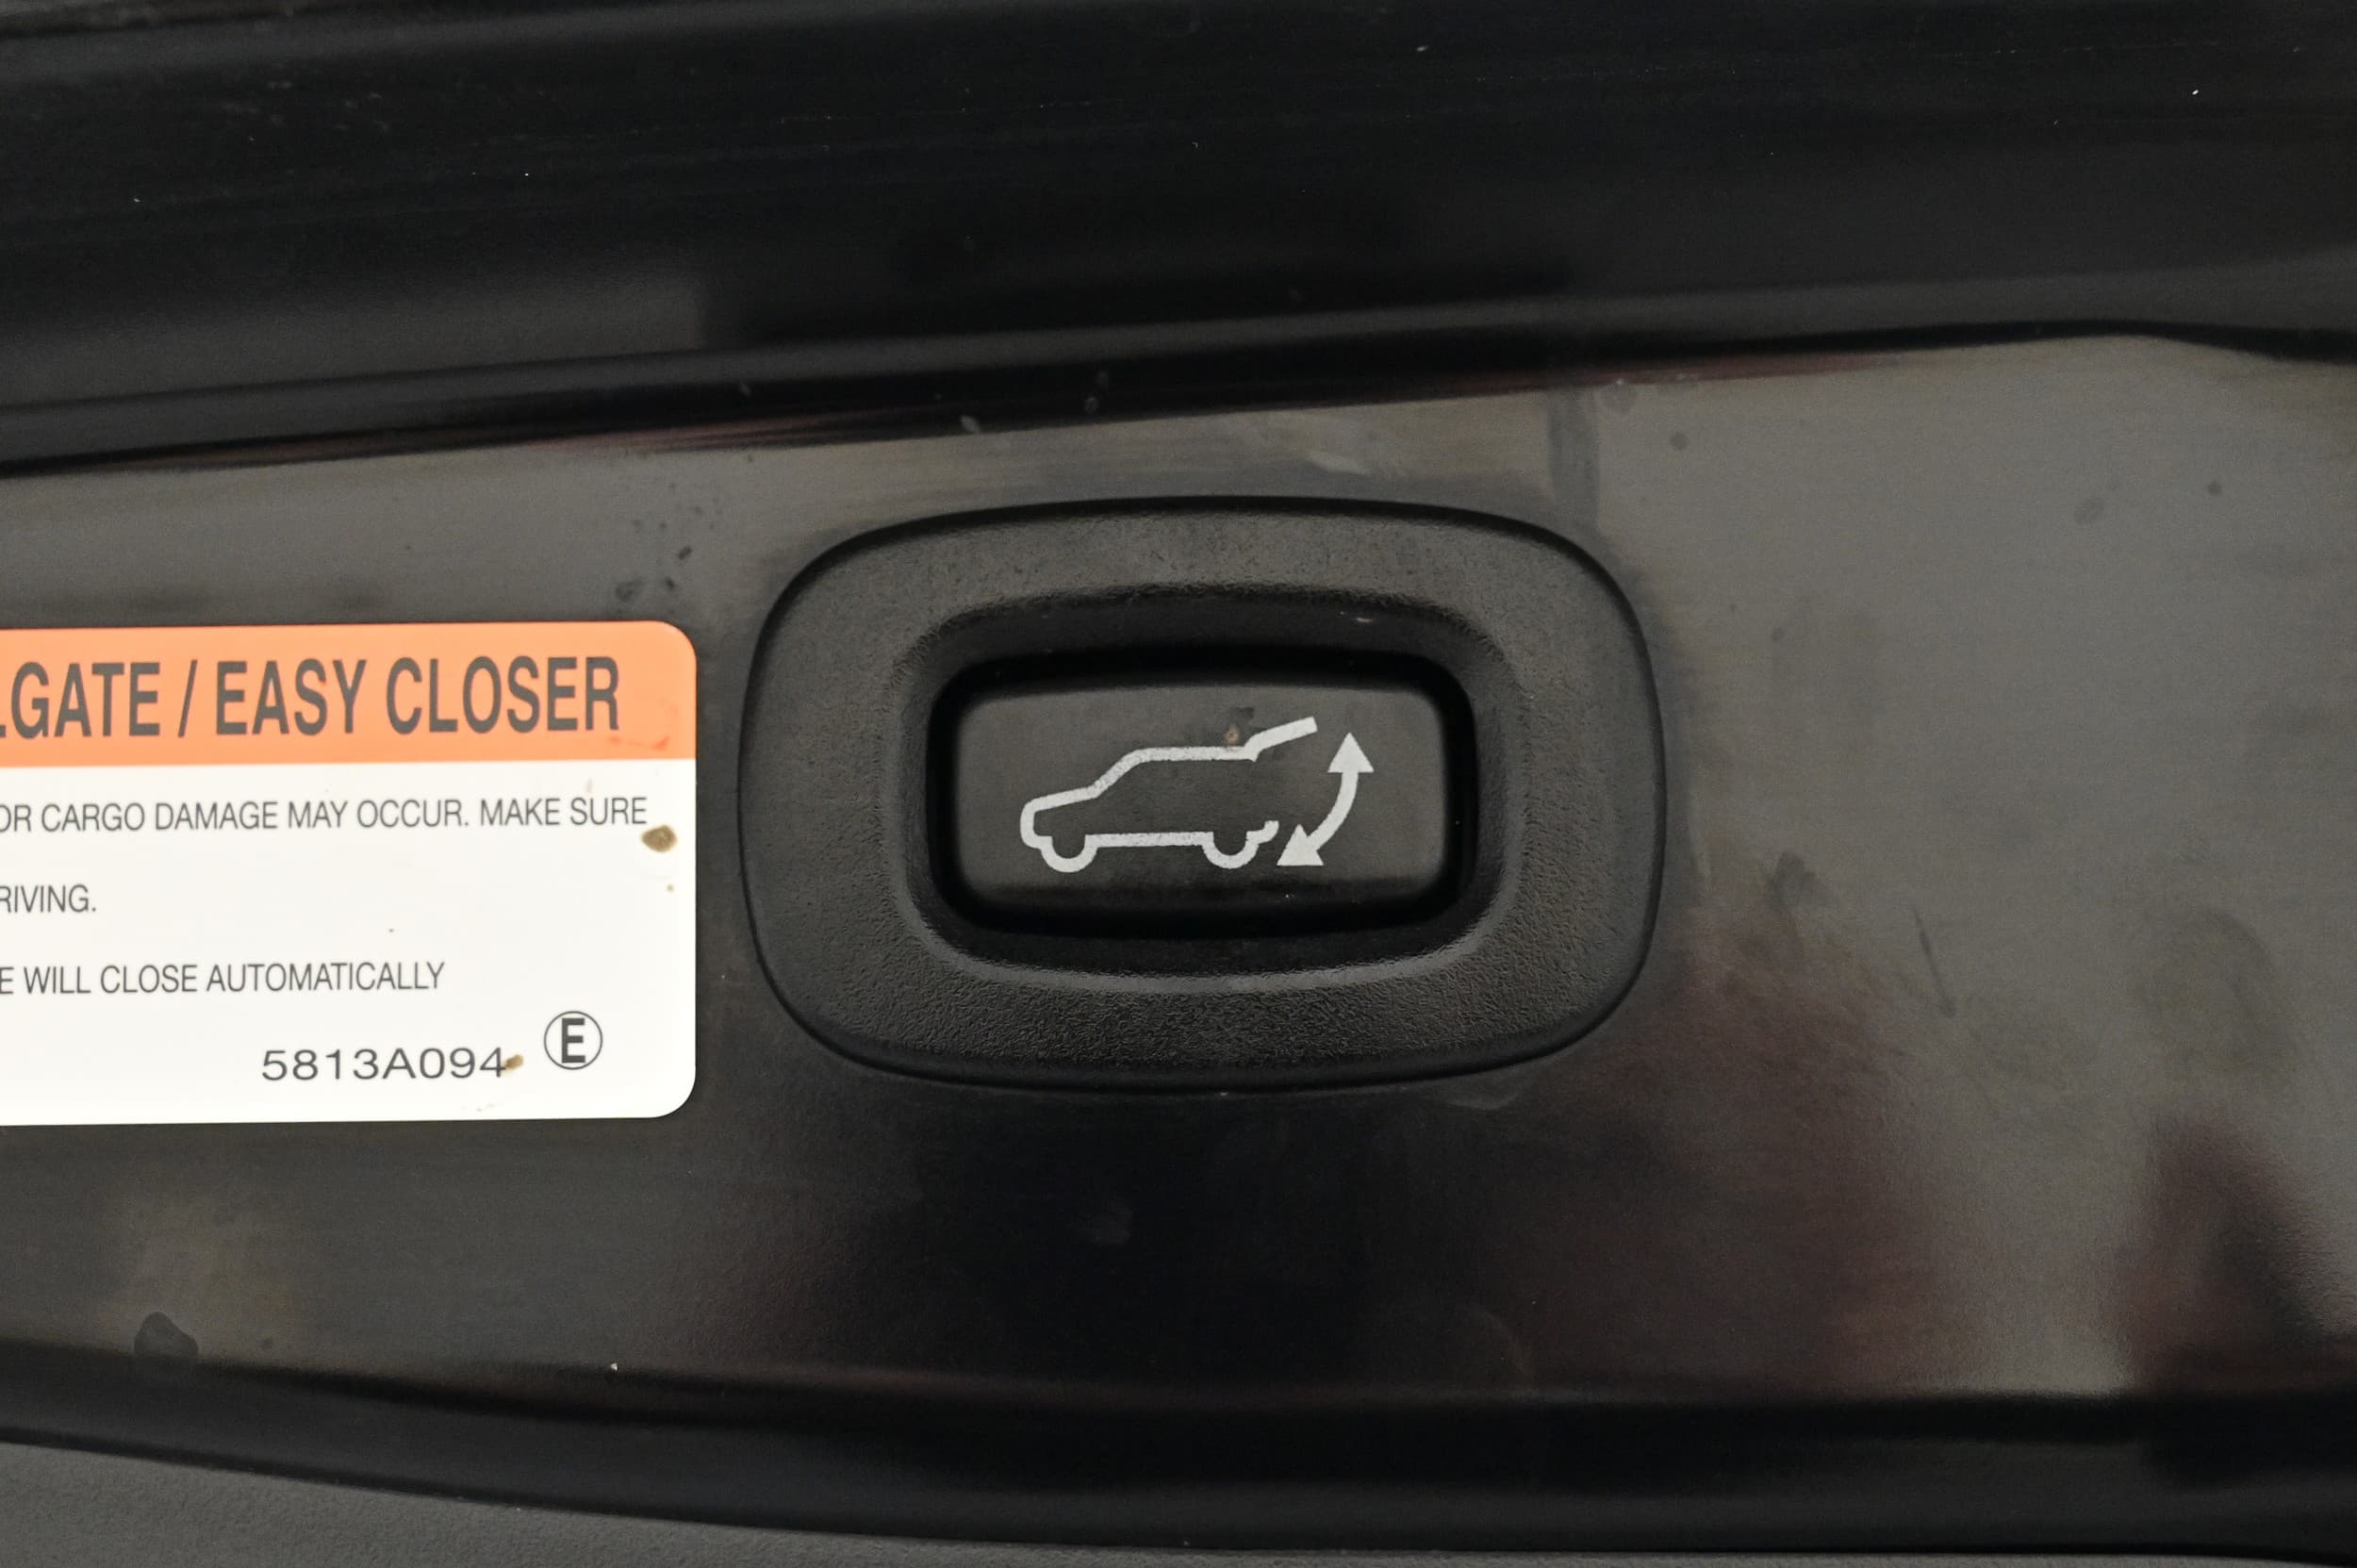 LGATE / EASY CLOSER
OR CARGO DAMAGE MAY OCCUR. MAKE SURE
RIVING.
E WILL CLOSE AUTOMATICALLY
5813A094 E